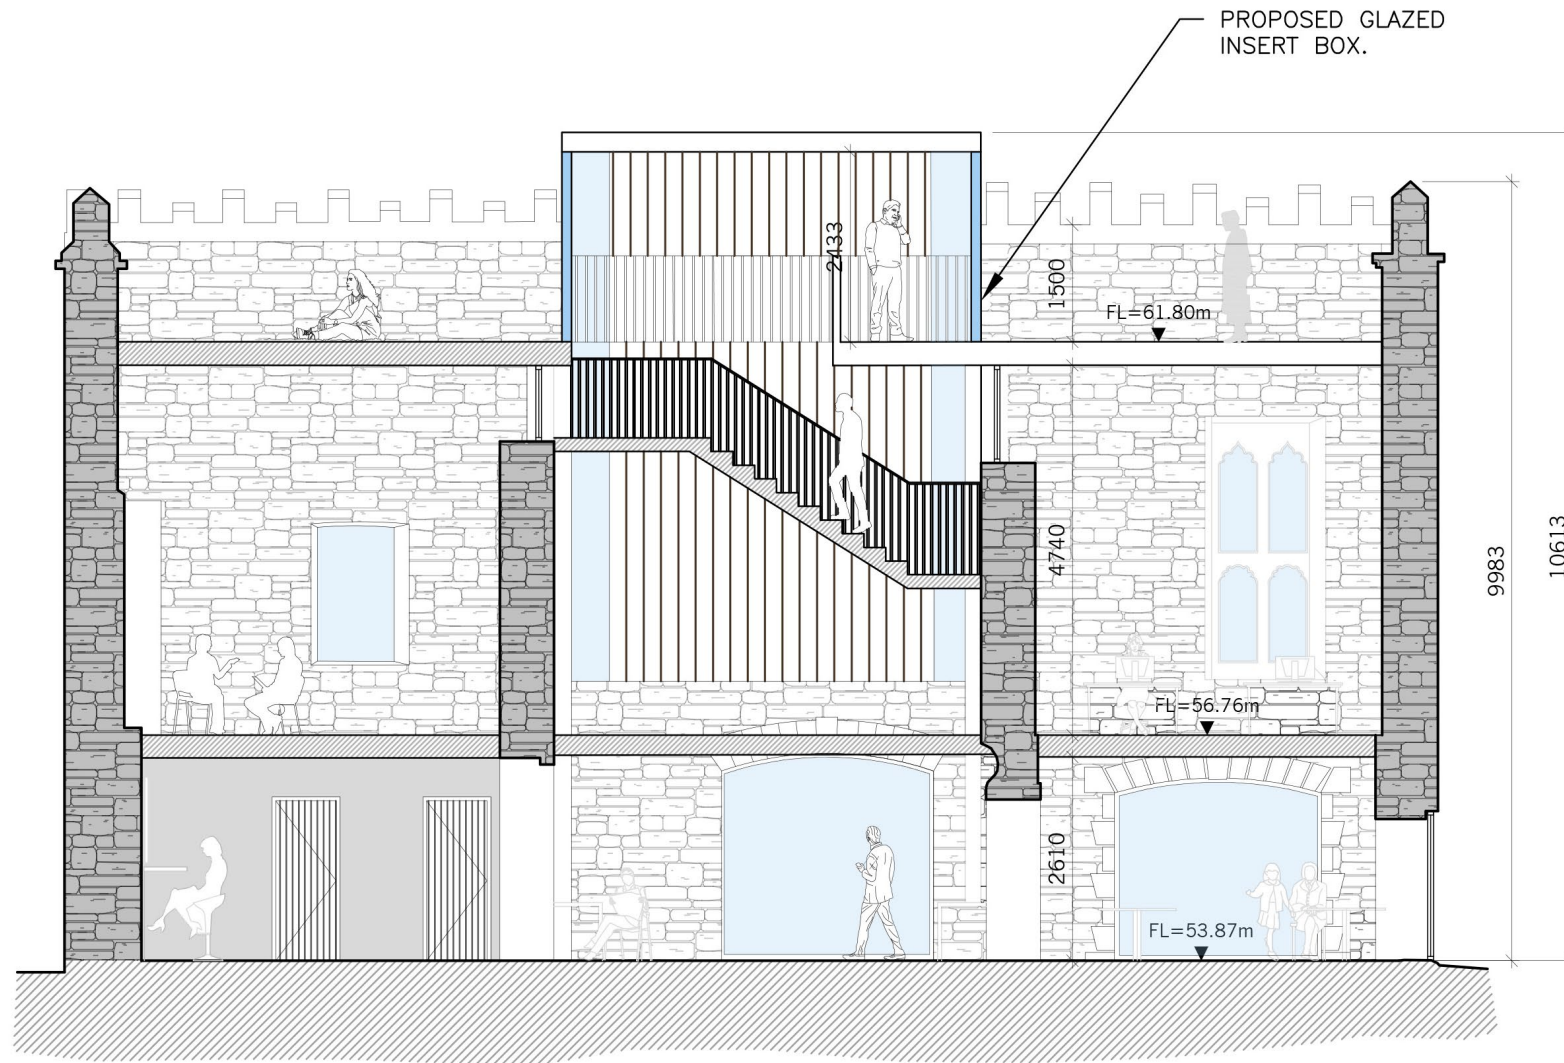 PROPOSED GLAZED
INSERT BOX.
2433
1500
FL=61.80m
4740
9983
10613
FL=56.76m
2610
FL=53.87m